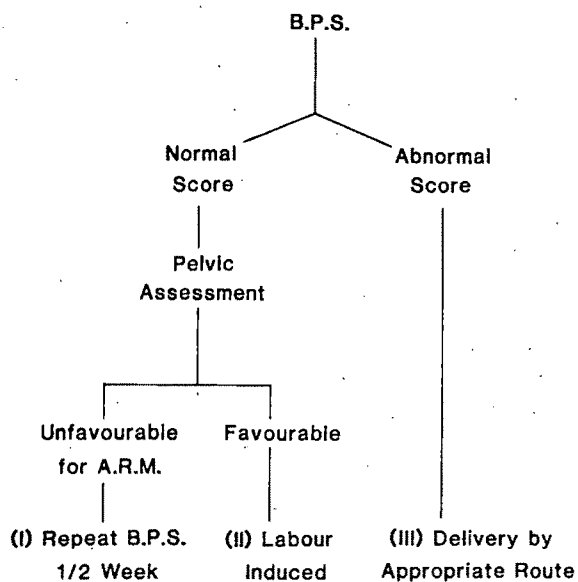 B.P.S.
Normal
Score
Abnormal
Score
Pelvic
Assessment
Unfavourable
for A.R.M.
Favourable
(I) Repeat B.P.S.
1/2 Week
(II) Labour
Induced
(III) Delivery by
Appropriate Route